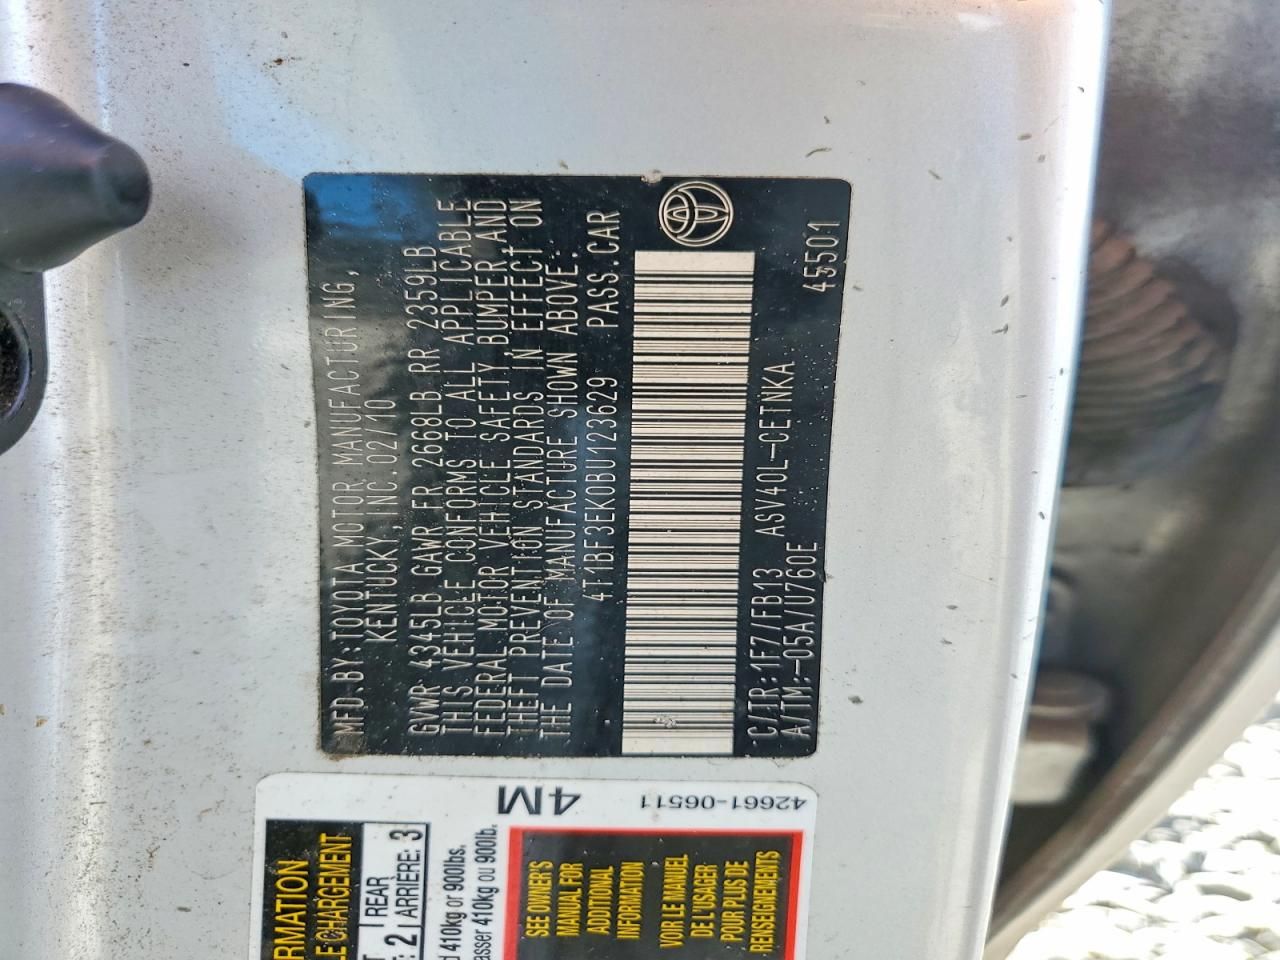 MFD.BY:TOYOTA MOTOR MANUFACTURING,
KENTUCKY, INC.02/10
GVWR 4345LB GAWR FR 2668LB RR 2359LB
THIS VEHICLE CONFORMS TO ALL APPLICABLE
FEDERAL MOTOR VEHICLE SAFETY BUMPER,AND
THEFT PREVENTION STANDARDS IN EFFECT ON
THE DATE OF MANUFACTURE SHOWN ABOVE.
4T1BF3EK0BU123629 PASS.CAR
C/TR:1F7/FB13 ASV40L-CETNKA
A/TM:-05A/U760E
45501
4M
42661-06511
RMATION
LE CHARGEMENT
2
REAR
ARRIÈRE: 3
410kg or 900lbs.
asser 410kg ou 900lb.
SEE OWNER'S
MANUAL FOR
ADDITIONAL
INFORMATION
VOIR LE MANUEL
DE L'USAGER
POUR PLUS DE
RENSEIGNEMENTS